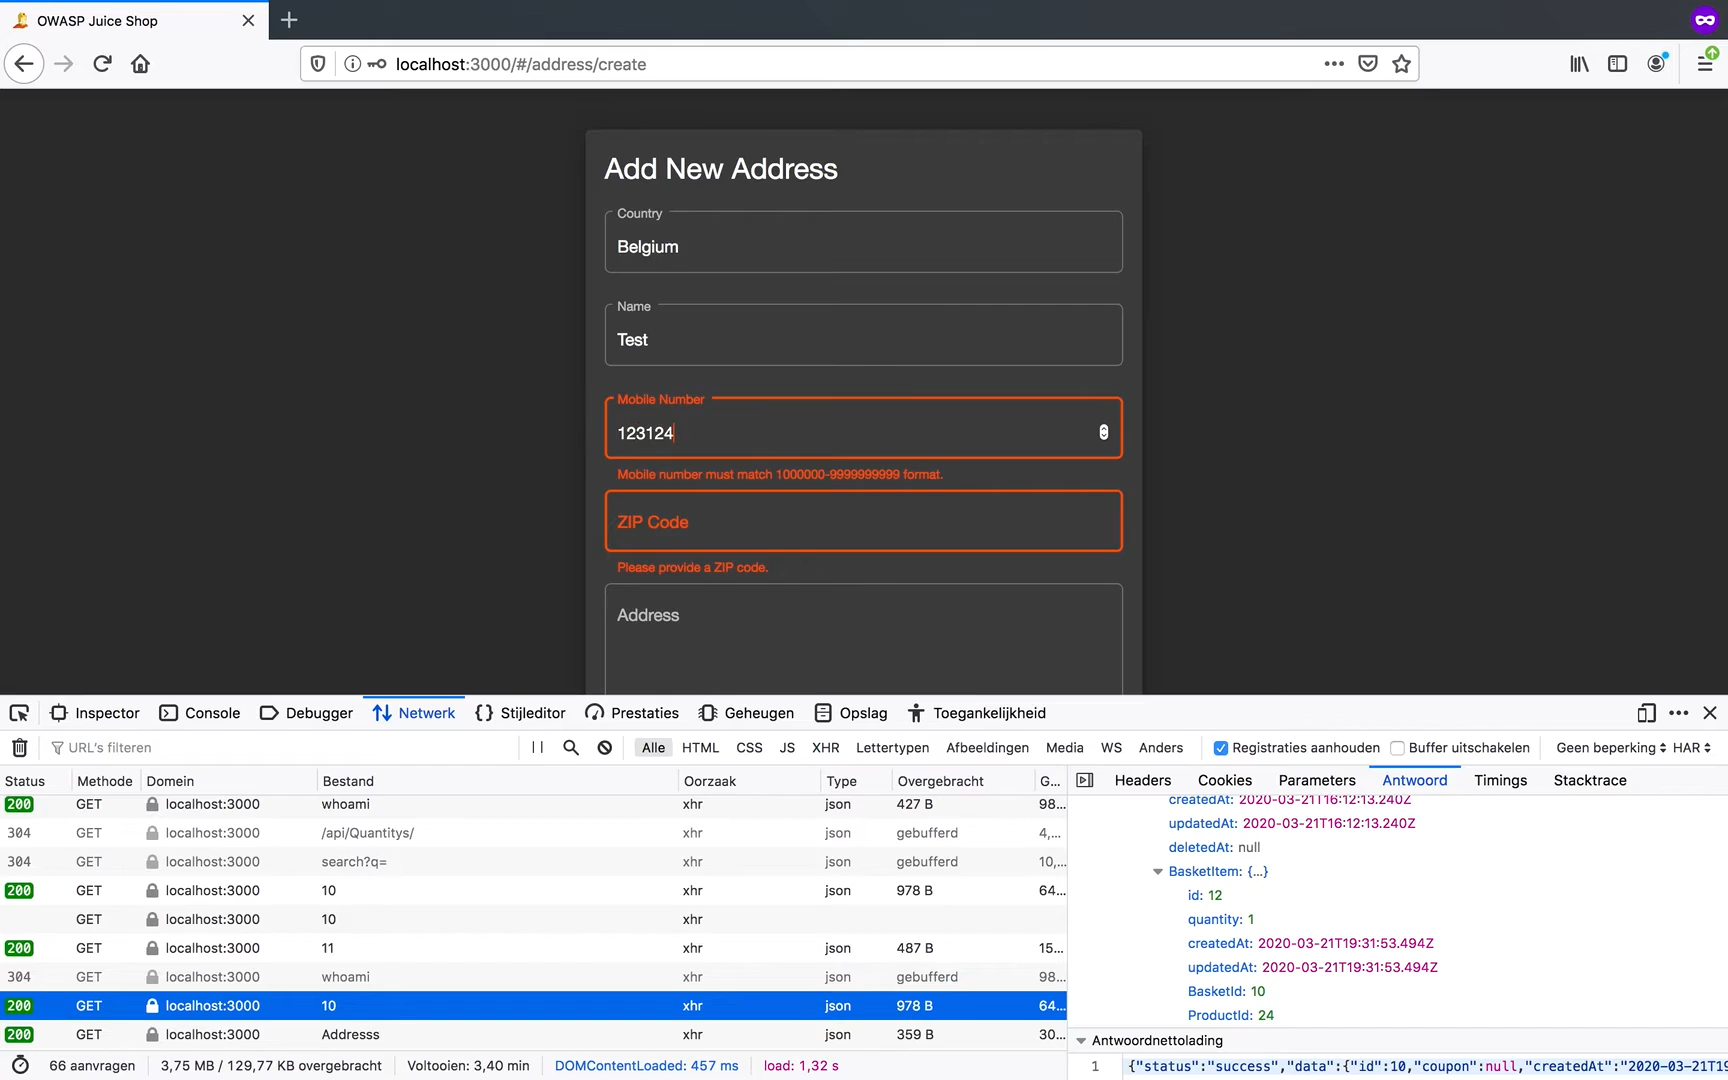 OWASP Juice Shop
localhost:3000/#/address/create
Add New Address
Country
Belgium
Name
Test
Mobile Number
123124
Mobile number must match 1000000-9999999999 format.
ZIP Code
Please provide a ZIP code.
Address
Inspector Console Debugger Netwerk Stijleditor Prestaties Geheugen Opslag Toegankelijkheid
URL's filteren Alle HTML CSS JS XHR Lettertypen Afbeeldingen Media WS Anders Registraties aanhouden Buffer uitschakelen Geen beperking HAR
Status Methode Domein Bestand Oorzaak Type Overgebracht G...
200 GET localhost:3000 whoami xhr json 427 B 98...
304 GET localhost:3000 /api/Quantitys/ xhr json gebufferd 4,...
304 GET localhost:3000 search?q= xhr json gebufferd 10,...
200 GET localhost:3000 10 xhr json 978 B 64...
GET localhost:3000 10 xhr
200 GET localhost:3000 11 xhr json 487 B 15...
304 GET localhost:3000 whoami xhr json gebufferd 98...
200 GET localhost:3000 10 xhr json 978 B 64...
200 GET localhost:3000 Addresss xhr json 359 B 30...
66 aanvragen 3,75 MB / 129,77 KB overgebracht Voltooien: 3,40 min DOMContentLoaded: 457 ms load: 1,32 s
Headers Cookies Parameters Antwoord Timings Stacktrace
createdAt: 2020-03-21T16:12:13.240Z
updatedAt: 2020-03-21T16:12:13.240Z
deletedAt: null
BasketItem: {…}
id: 12
quantity: 1
createdAt: 2020-03-21T19:31:53.494Z
updatedAt: 2020-03-21T19:31:53.494Z
BasketId: 10
ProductId: 24
Antwoordnettolading
1 {"status":"success","data":{"id":10,"coupon":null,"createdAt":"2020-03-21T19